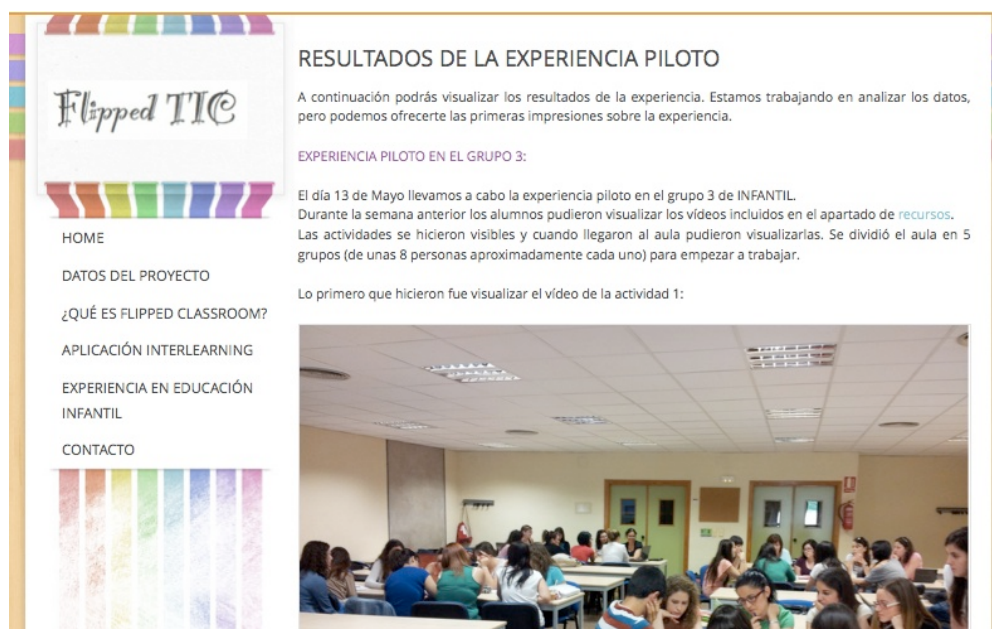 Flipped TIC
HOME
DATOS DEL PROYECTO
¿QUÉ ES FLIPPED CLASSROOM?
APLICACIÓN INTERLEARNING
EXPERIENCIA EN EDUCACIÓN
INFANTIL
CONTACTO
RESULTADOS DE LA EXPERIENCIA PILOTO
A continuación podrás visualizar los resultados de la experiencia. Estamos trabajando en analizar los datos,
pero podemos ofrecerte las primeras impresiones sobre la experiencia.
EXPERIENCIA PILOTO EN EL GRUPO 3:
El día 13 de Mayo llevamos a cabo la experiencia piloto en el grupo 3 de INFANTIL.
Durante la semana anterior los alumnos pudieron visualizar los vídeos incluidos en el apartado de recursos.
Las actividades se hicieron visibles y cuando llegaron al aula pudieron visualizarlas. Se dividió el aula en 5
grupos (de unas 8 personas aproximadamente cada uno) para empezar a trabajar.
Lo primero que hicieron fue visualizar el vídeo de la actividad 1: